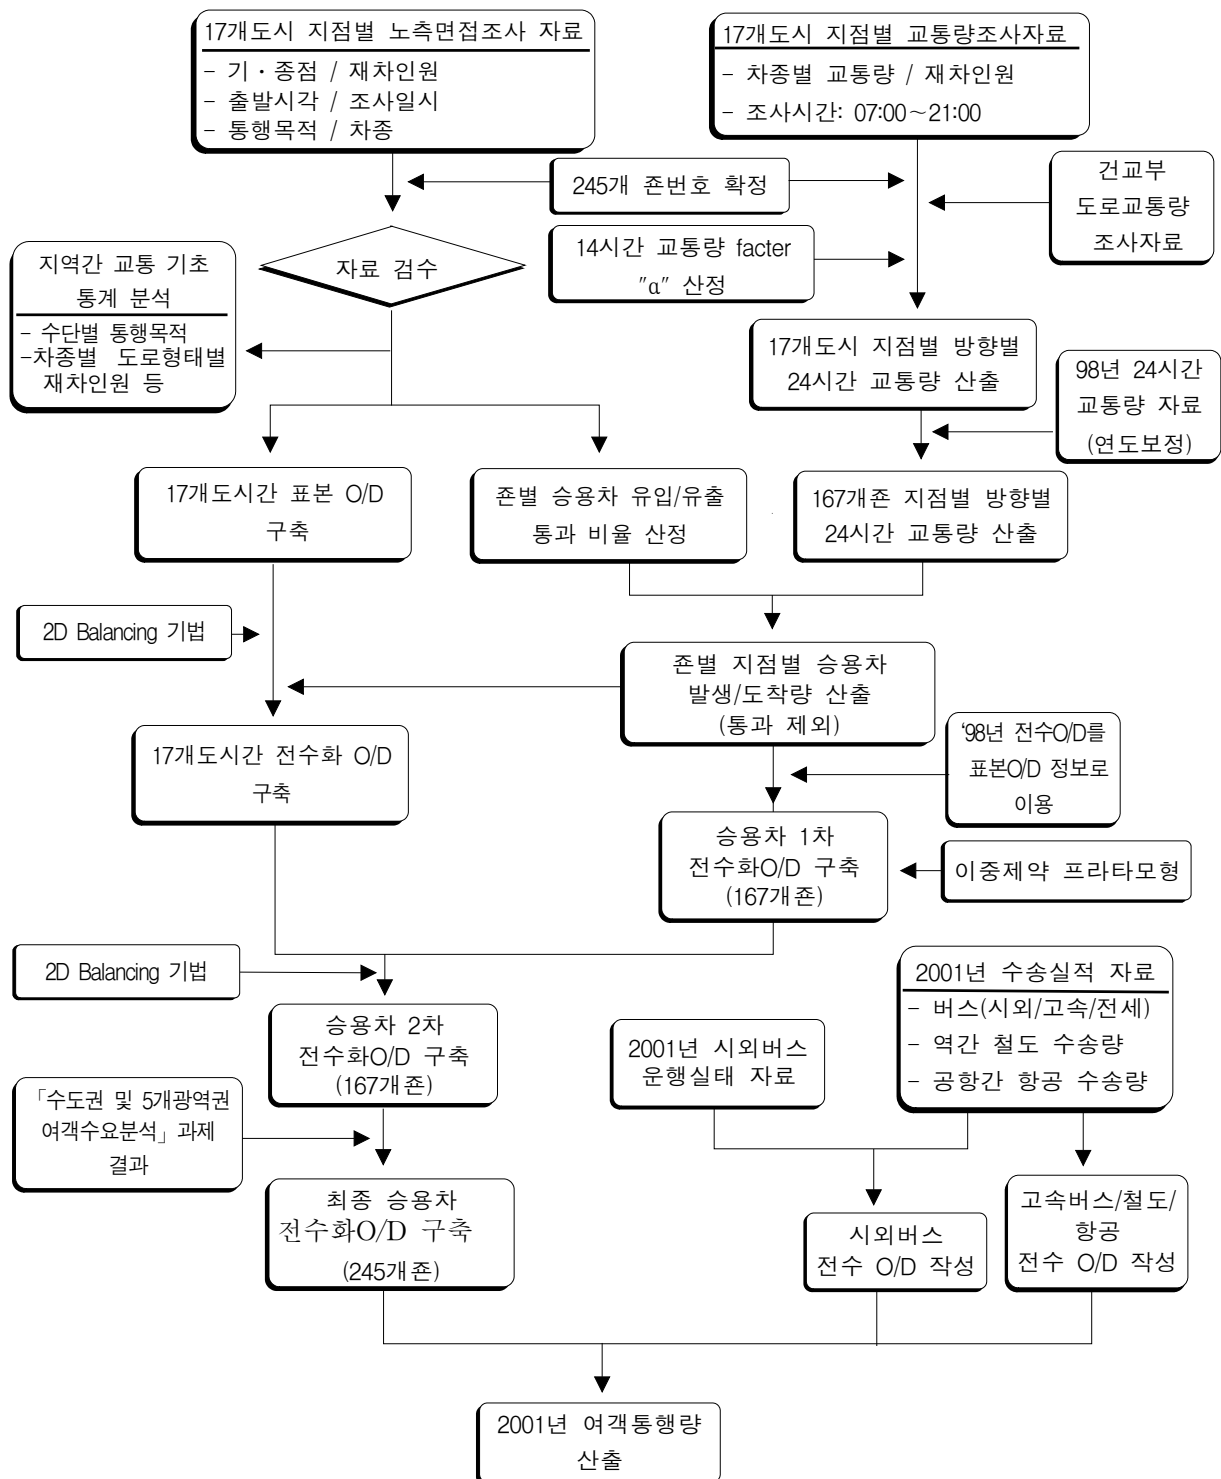 17개도시 지점별 노측면접조사 자료
- 기·종점 / 재차인원
- 출발시각 / 조사일시
- 통행목적 / 차종
17개도시 지점별 교통량조사자료
- 차종별 교통량 / 재차인원
- 조사시간: 07:00~21:00
245개 죤번호 확정
건교부
도로교통량
조사자료
자료 검수
14시간 교통량 facter
"α" 산정
지역간 교통 기초
통계 분석
- 수단별 통행목적
-차종별 도로형태별
재차인원 등
17개도시 지점별 방향별
24시간 교통량 산출
98년 24시간
교통량 자료
(연도보정)
17개도시간 표본 O/D
구축
죤별 승용차 유입/유출
통과 비율 산정
167개죤 지점별 방향별
24시간 교통량 산출
2D Balancing 기법
죤별 지점별 승용차
발생/도착량 산출
(통과 제외)
17개도시간 전수화 O/D
구축
'98년 전수O/D를
표본O/D 정보로
이용
승용차 1차
전수화O/D 구축
(167개죤)
이중제약 프라타모형
2D Balancing 기법
승용차 2차
전수화O/D 구축
(167개죤)
2001년 시외버스
운행실태 자료
2001년 수송실적 자료
- 버스(시외/고속/전세)
- 역간 철도 수송량
- 공항간 항공 수송량
「수도권 및 5개광역권
여객수요분석」과제
결과
최종 승용차
전수화O/D 구축
(245개죤)
시외버스
전수 O/D 작성
고속버스/철도/
항공
전수 O/D 작성
2001년 여객통행량
산출